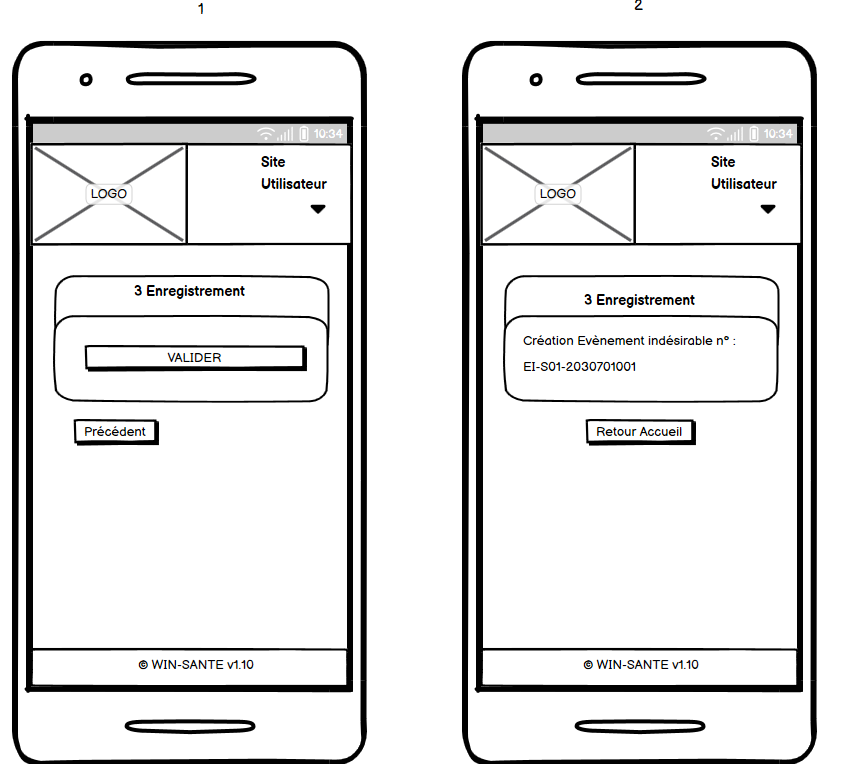 1
10:34
LOGO
Site
Utilisateur
3 Enregistrement
VALIDER
Précédent
© WIN-SANTE v1.10
2
10:34
LOGO
Site
Utilisateur
3 Enregistrement
Création Evènement indésirable n° :
EI-S01-2030701001
Retour Accueil
© WIN-SANTE v1.10